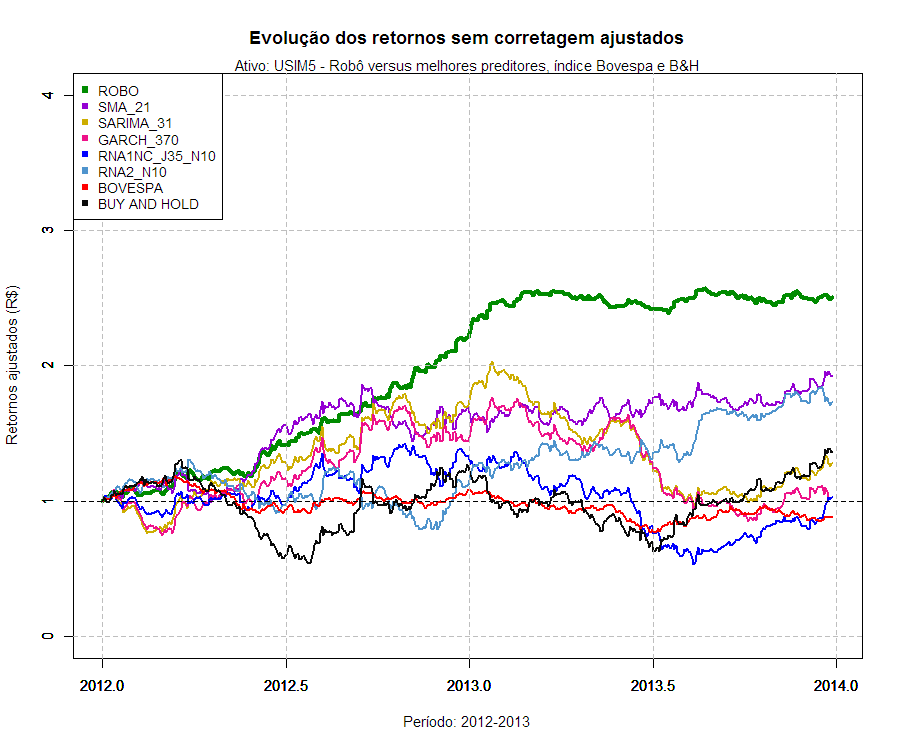 Evolução dos retornos sem corretagem ajustados
Ativo: USIM5 - Robô versus melhores preditores, índice Bovespa e B&H
ROBO
SMA_21
SARIMA_31
GARCH_370
RNA1NC_J35_N10
RNA2_N10
BOVESPA
BUY AND HOLD
Retornos ajustados (R$)
4
3
2
1
0
2012.0 2012.5 2013.0 2013.5 2014.0
Período: 2012-2013